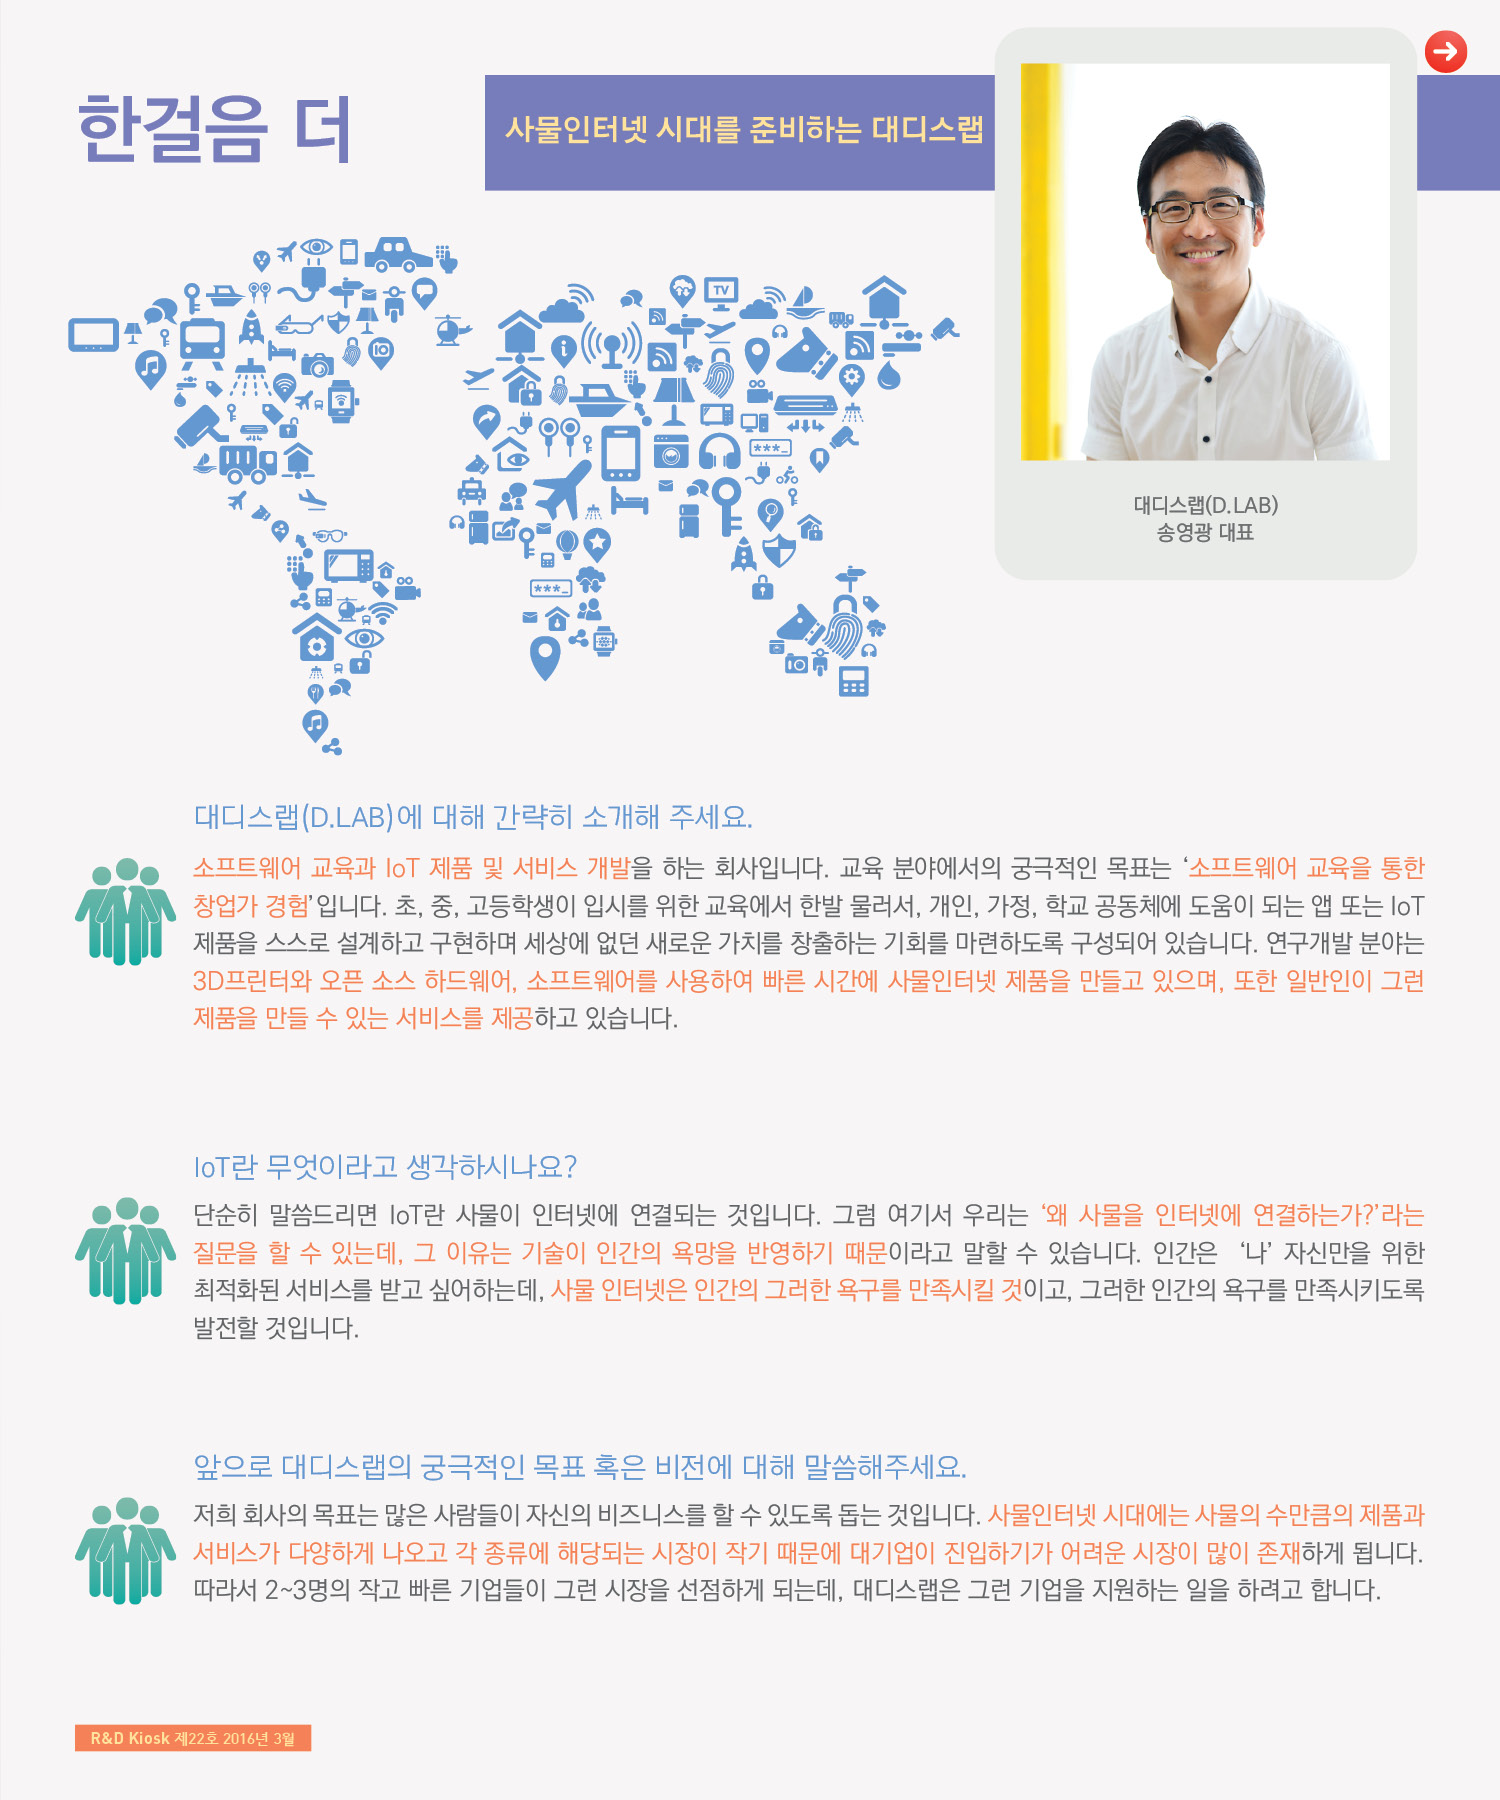 한걸음 더
사물인터넷 시대를 준비하는 대디스랩
대디스랩(D.LAB)
송영광 대표
TV
***_
***_
대디스랩(D.LAB)에 대해 간략히 소개해 주세요.
소프트웨어 교육과 IoT 제품 및 서비스 개발을 하는 회사입니다. 교육 분야에서의 궁극적인 목표는 ‘소프트웨어 교육을 통한
창업가 경험’입니다. 초, 중, 고등학생이 입시를 위한 교육에서 한발 물러서, 개인, 가정, 학교 공동체에 도움이 되는 앱 또는 IoT
제품을 스스로 설계하고 구현하며 세상에 없던 새로운 가치를 창출하는 기회를 마련하도록 구성되어 있습니다. 연구개발 분야는
3D프린터와 오픈 소스 하드웨어, 소프트웨어를 사용하여 빠른 시간에 사물인터넷 제품을 만들고 있으며, 또한 일반인이 그런
제품을 만들 수 있는 서비스를 제공하고 있습니다.
IoT란 무엇이라고 생각하시나요?
단순히 말씀드리면 IoT란 사물이 인터넷에 연결되는 것입니다. 그럼 여기서 우리는 ‘왜 사물을 인터넷에 연결하는가?’라는
질문을 할 수 있는데, 그 이유는 기술이 인간의 욕망을 반영하기 때문이라고 말할 수 있습니다. 인간은 ‘나’ 자신만을 위한
최적화된 서비스를 받고 싶어하는데, 사물 인터넷은 인간의 그러한 욕구를 만족시킬 것이고, 그러한 인간의 욕구를 만족시키도록
발전할 것입니다.
앞으로 대디스랩의 궁극적인 목표 혹은 비전에 대해 말씀해주세요.
저희 회사의 목표는 많은 사람들이 자신의 비즈니스를 할 수 있도록 돕는 것입니다. 사물인터넷 시대에는 사물의 수만큼의 제품과
서비스가 다양하게 나오고 각 종류에 해당되는 시장이 작기 때문에 대기업이 진입하기가 어려운 시장이 많이 존재하게 됩니다.
따라서 2~3명의 작고 빠른 기업들이 그런 시장을 선점하게 되는데, 대디스랩은 그런 기업을 지원하는 일을 하려고 합니다.
R&D Kiosk 제22호 2016년 3월